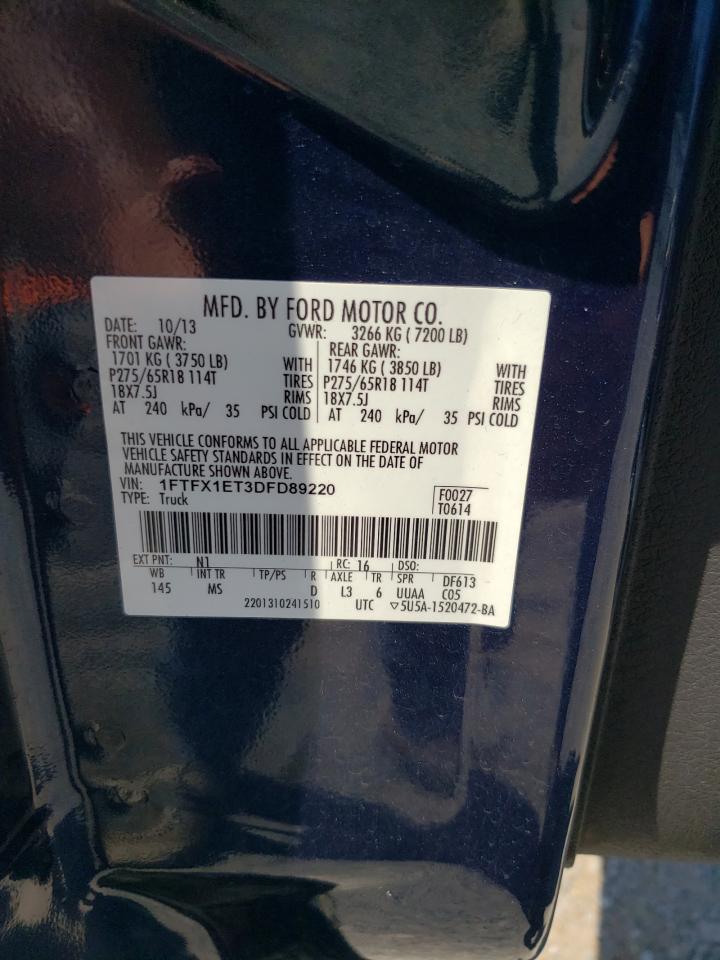 MFD. BY FORD MOTOR CO.
DATE: 10/13 GVWR: 3266 KG ( 7200 LB)
FRONT GAWR: REAR GAWR:
1701 KG ( 3750 LB) WITH 1746 KG ( 3850 LB) WITH
P275/65R18 114T TIRES P275/65R18 114T TIRES
18X7.5J RIMS 18X7.5J RIMS
AT 240 kPa/ 35 PSI COLD AT 240 kPa/ 35 PSI COLD
THIS VEHICLE CONFORMS TO ALL APPLICABLE FEDERAL MOTOR
VEHICLE SAFETY STANDARDS IN EFFECT ON THE DATE OF
MANUFACTURE SHOWN ABOVE.
VIN: 1FTFX1ET3DFD89220 F0027
TYPE: Truck T0614
EXT PNT: N1 RC: 16 DSO:
WB INT TR TP/PS R AXLE TR SPR DF613
145 MS D L3 6 UUAA C05
2201310241510 UTC ▽5U5A-1520472-BA